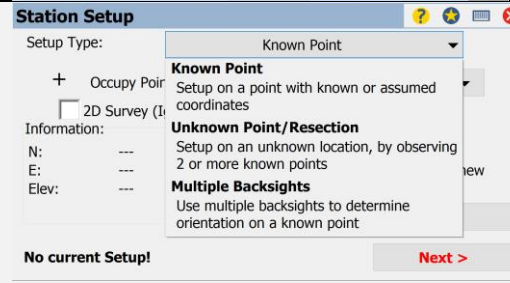 Station Setup
Setup Type:
Known Point
+ Occupy Poin
Known Point
Setup on a point with known or assumed
coordinates
2D Survey (I
Information:
Unknown Point/Resection
Setup on an unknown location, by observing
2 or more known points
N: ---
E: ---
Elev: ---
Multiple Backsights
Use multiple backsights to determine
orientation on a known point
No current Setup!
Next >